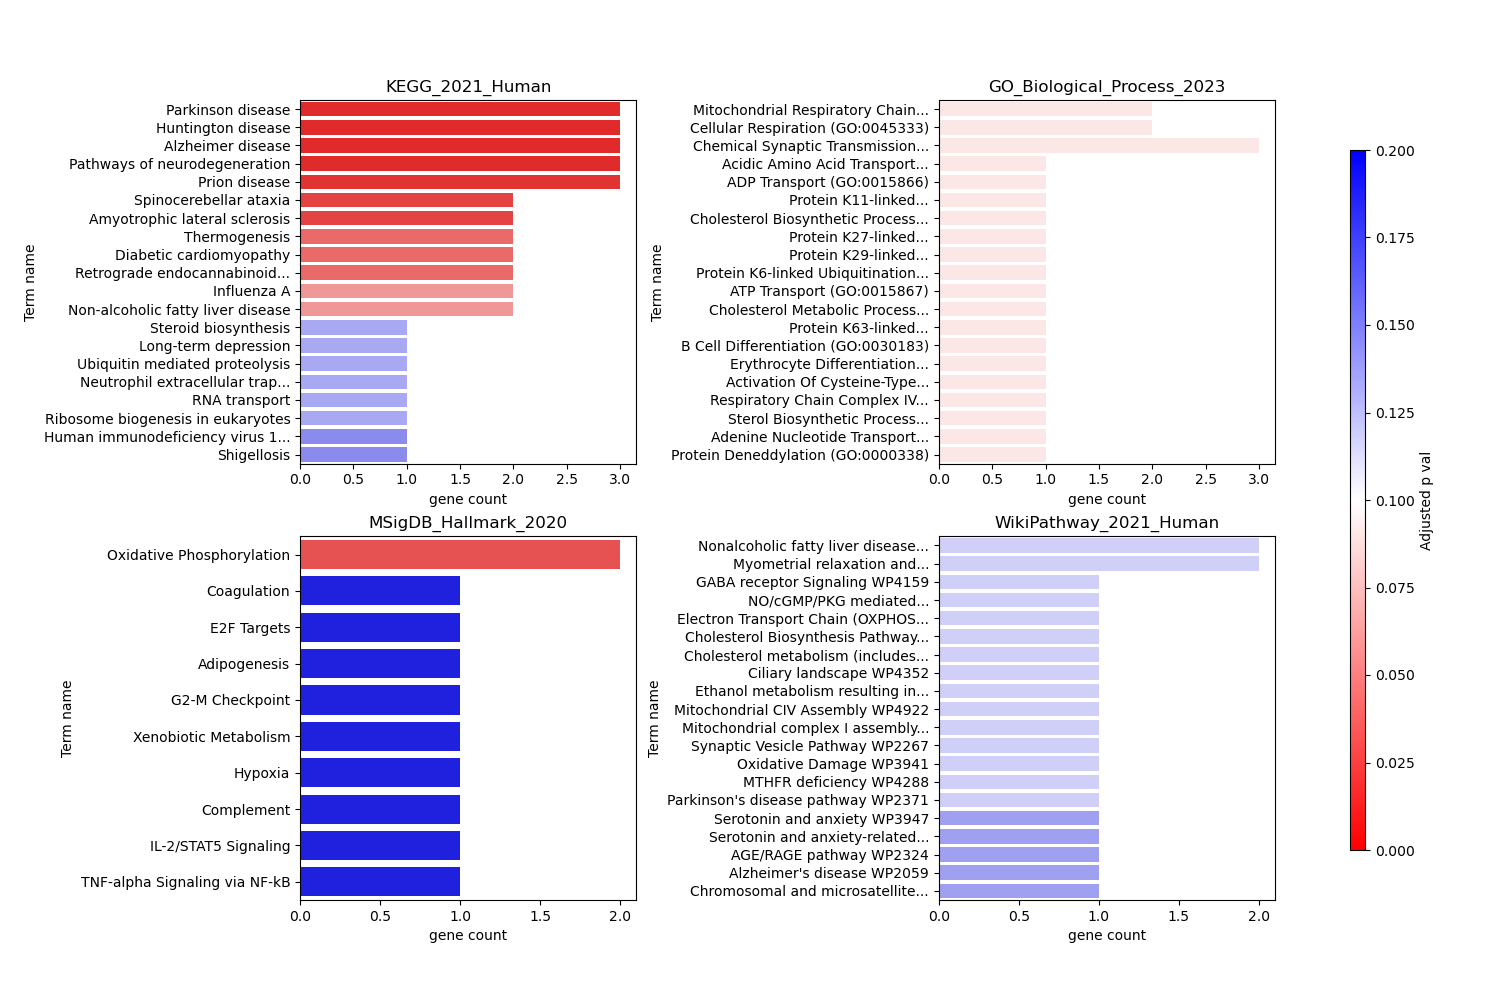 KEGG_2021_Human
Parkinson disease
Huntington disease
Alzheimer disease
Pathways of neurodegeneration
Prion disease
Spinocerebellar ataxia
Amyotrophic lateral sclerosis
Thermogenesis
Diabetic cardiomyopathy
Retrograde endocannabinoid...
Influenza A
Non-alcoholic fatty liver disease
Steroid biosynthesis
Long-term depression
Ubiquitin mediated proteolysis
Neutrophil extracellular trap...
RNA transport
Ribosome biogenesis in eukaryotes
Human immunodeficiency virus 1...
Shigellosis
Term name
0.0 0.5 1.0 1.5 2.0 2.5 3.0
gene count
GO_Biological_Process_2023
Mitochondrial Respiratory Chain...
Cellular Respiration (GO:0045333)
Chemical Synaptic Transmission...
Acidic Amino Acid Transport...
ADP Transport (GO:0015866)
Protein K11-linked...
Cholesterol Biosynthetic Process...
Protein K27-linked...
Protein K29-linked...
Protein K6-linked Ubiquitination...
ATP Transport (GO:0015867)
Cholesterol Metabolic Process...
Protein K63-linked...
B Cell Differentiation (GO:0030183)
Erythrocyte Differentiation...
Activation Of Cysteine-Type...
Respiratory Chain Complex IV...
Sterol Biosynthetic Process...
Adenine Nucleotide Transport...
Protein Deneddylation (GO:0000338)
Term name
0.0 0.5 1.0 1.5 2.0 2.5 3.0
gene count
MSigDB_Hallmark_2020
Oxidative Phosphorylation
Coagulation
E2F Targets
Adipogenesis
G2-M Checkpoint
Xenobiotic Metabolism
Hypoxia
Complement
IL-2/STAT5 Signaling
TNF-alpha Signaling via NF-kB
Term name
0.0 0.5 1.0 1.5 2.0
gene count
WikiPathway_2021_Human
Nonalcoholic fatty liver disease...
Myometrial relaxation and...
GABA receptor Signaling WP4159
NO/cGMP/PKG mediated...
Electron Transport Chain (OXPHOS...
Cholesterol Biosynthesis Pathway...
Cholesterol metabolism (includes...
Ciliary landscape WP4352
Ethanol metabolism resulting in...
Mitochondrial CIV Assembly WP4922
Mitochondrial complex I assembly...
Synaptic Vesicle Pathway WP2267
Oxidative Damage WP3941
MTHFR deficiency WP4288
Parkinson's disease pathway WP2371
Serotonin and anxiety WP3947
Serotonin and anxiety-related...
AGE/RAGE pathway WP2324
Alzheimer's disease WP2059
Chromosomal and microsatellite...
Term name
0.0 0.5 1.0 1.5 2.0
gene count
0.200
0.175
0.150
0.125
0.100
0.075
0.050
0.025
0.000
Adjusted p val